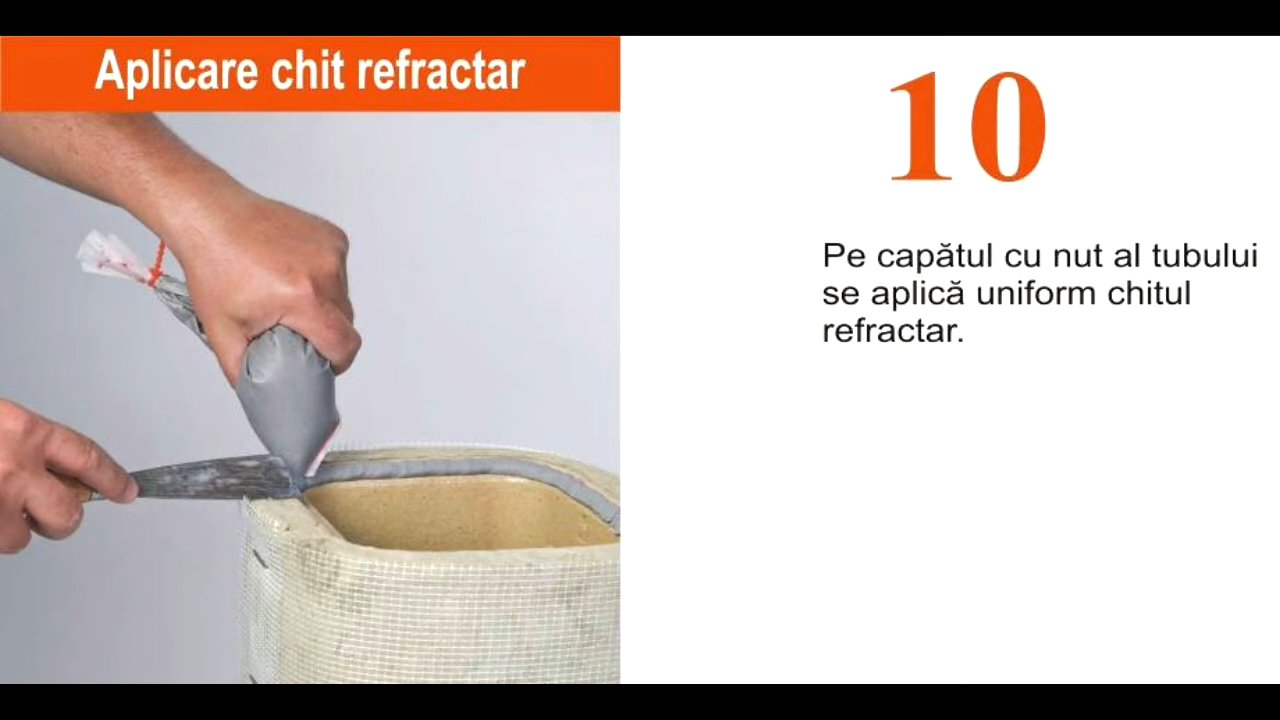 Aplicare chit refractar
10
Pe capătul cu nut al tubului
se aplică uniform chitul
refractar.